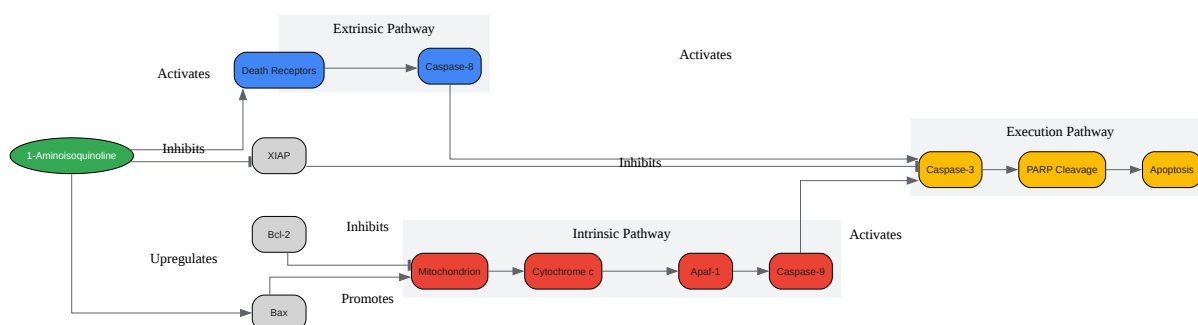 Extrinsic Pathway
Activates
Death Receptors
Caspase-8
Activates
1-Aminoisoquinoline
Inhibits
XIAP
Inhibits
Execution Pathway
Caspase-3
PARP Cleavage
Apoptosis
Bcl-2
Inhibits
Intrinsic Pathway
Activates
Upregulates
Mitochondrion
Cytochrome c
Apaf-1
Caspase-9
Promotes
Bax